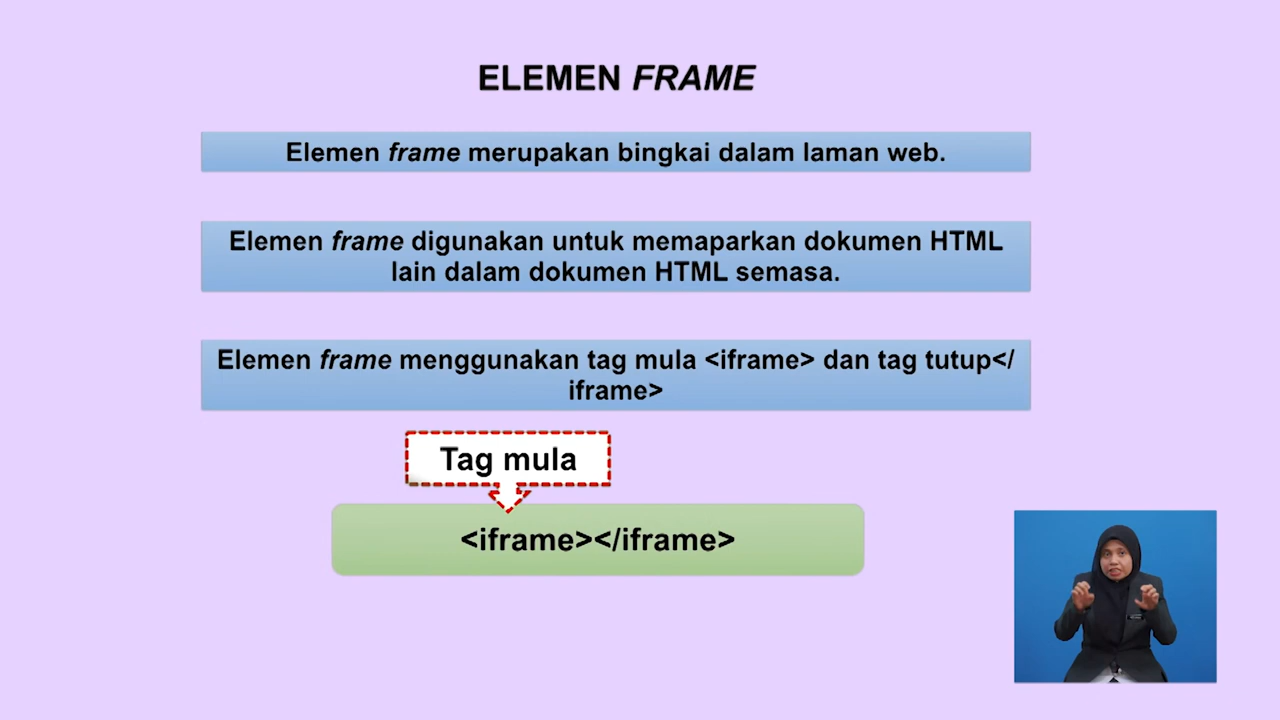 ELEMEN FRAME
Elemen frame merupakan bingkai dalam laman web.
Elemen frame digunakan untuk memaparkan dokumen HTML
lain dalam dokumen HTML semasa.
Elemen frame menggunakan tag mula <iframe> dan tag tutup</
iframe>
Tag mula
<iframe></iframe>